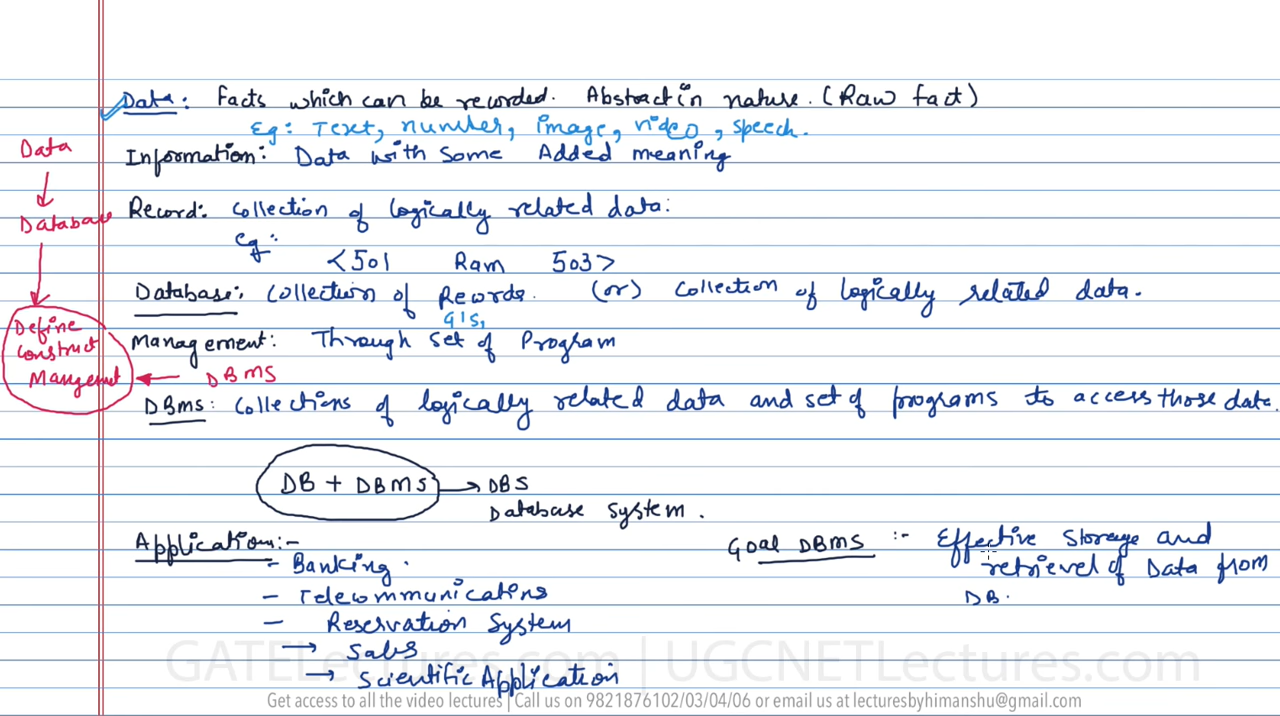 Data: Facts which can be recorded. Abstract in nature. (Raw fact)
Eg: Text, number, image, video, speech.
Information: Data with Some Added meaning
Record: Collection of logically related data:
eg:
<501 Ram 503>
Database: Collection of Records. (or) Collection of logically related data.
GIS,
Management: Through set of Program
DBMS: Collections of logically related data and set of programs to access those data.
DB + DBMS → DBS
Database System.
Application:-
- Banking.
- Telecommunications
- Reservation System
→ Sales
→ Scientific Application
Goal DBMS :- Effective Storage and
retrievel of Data from
DB.
Data
↓
Database
↓
Define
Construct
Mangement ← DBMS
GATELectures.com | UGCNETLectures.com
Get access to all the video lectures | Call us on 9821876102/03/04/06 or email us at lecturesbyhimanshu@gmail.com